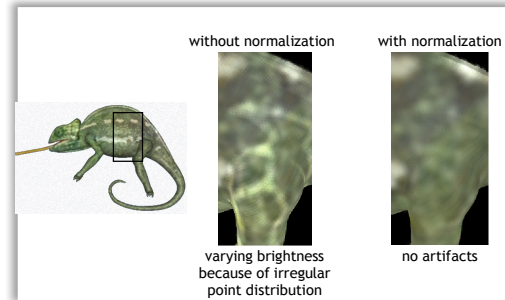 without normalization
with normalization
varying brightness
because of irregular
point distribution
no artifacts